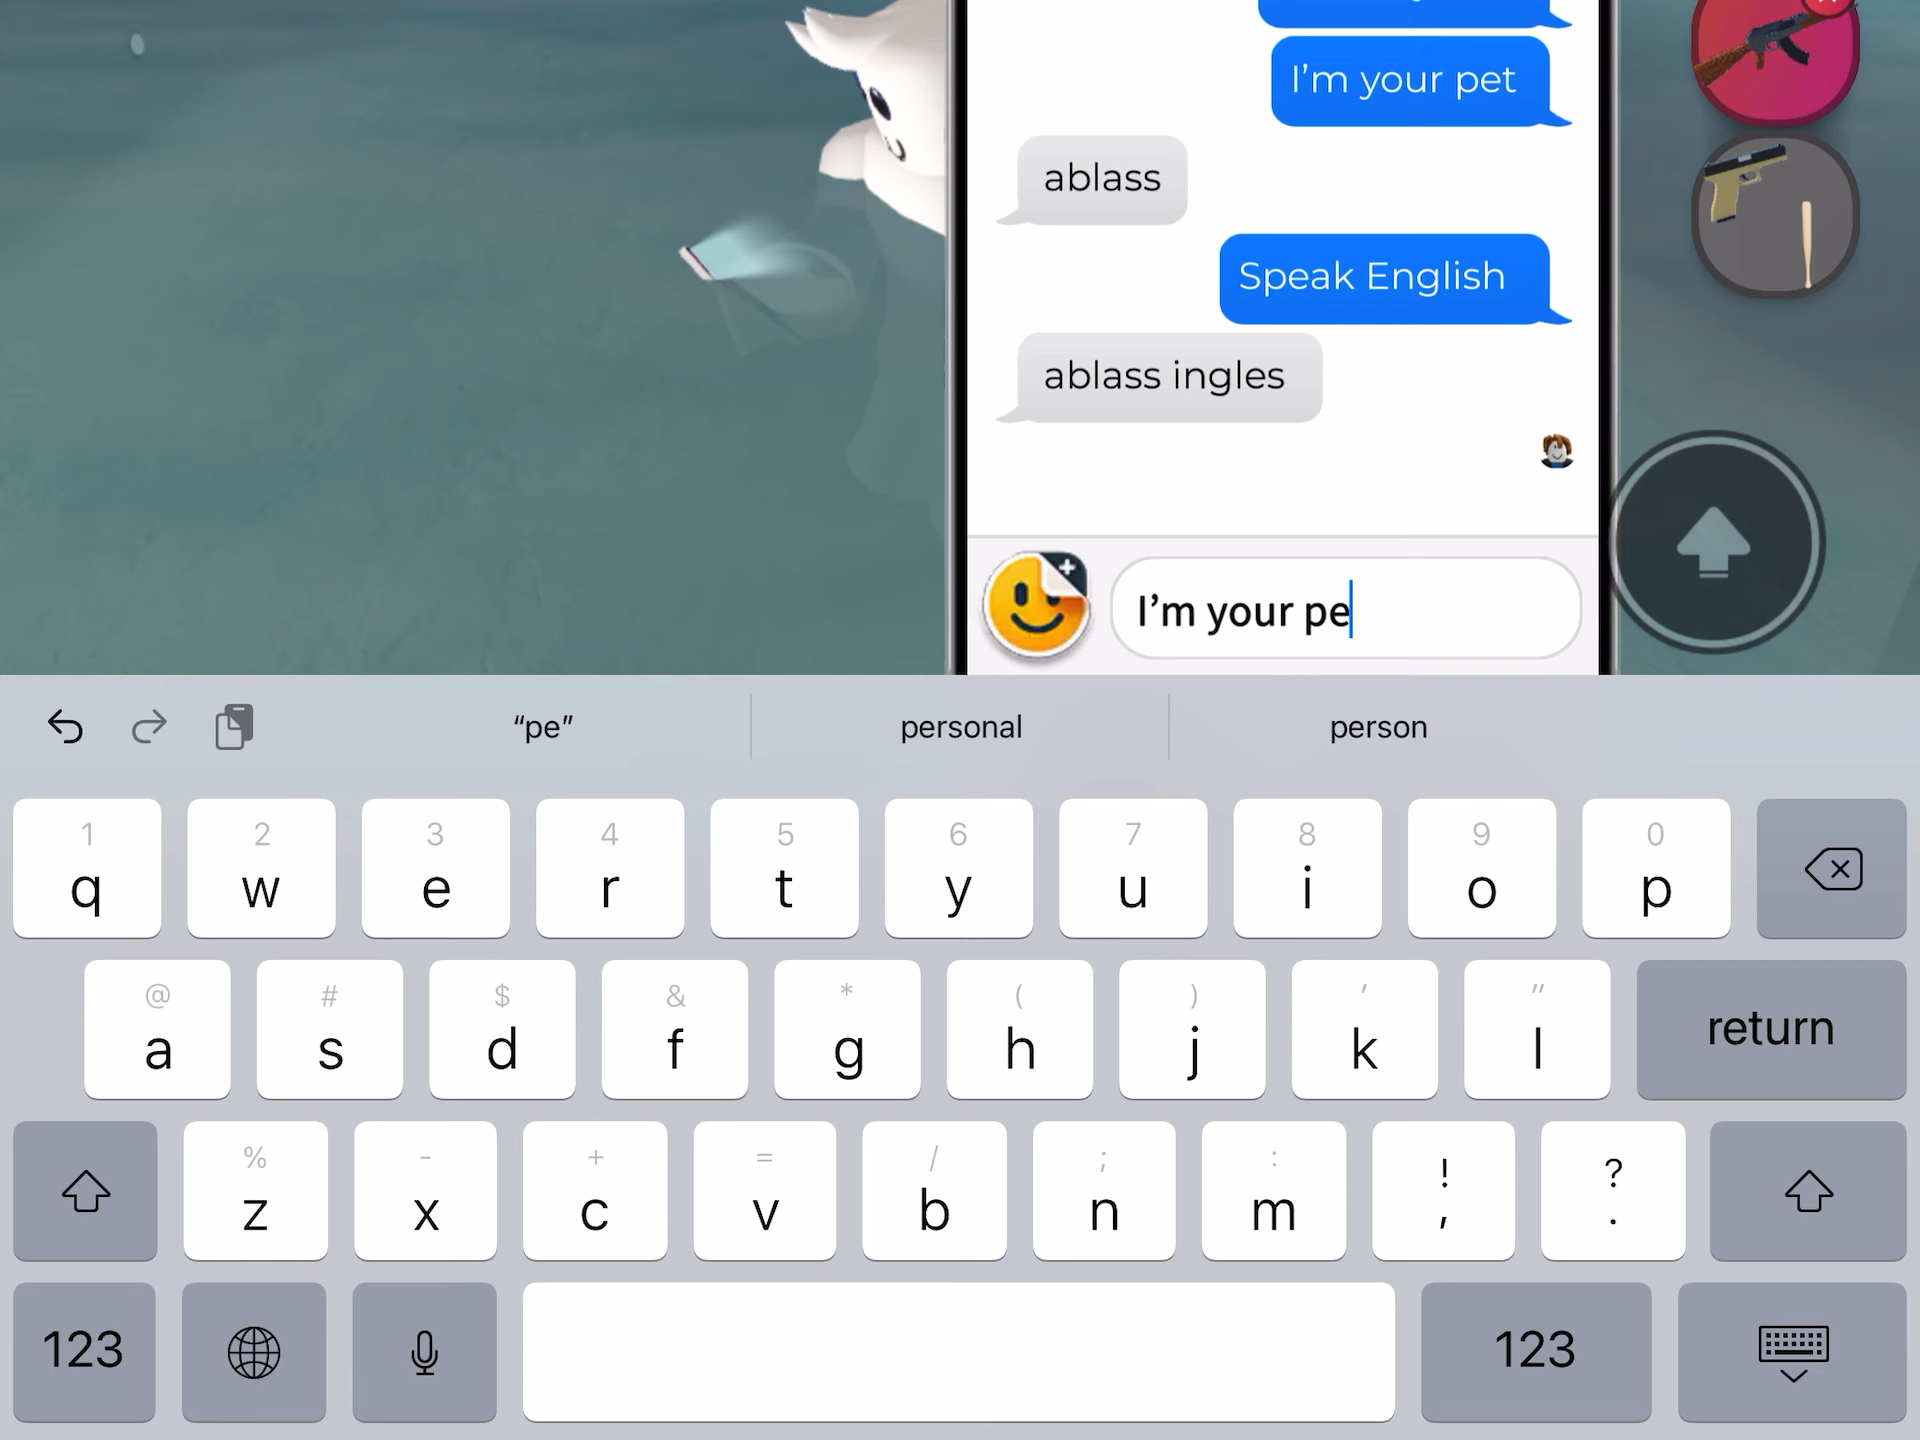 I’m your pet
ablass
Speak English
ablass ingles
I’m your pe
“pe” personal person
1 2 3 4 5 6 7 8 9 0
q w e r t y u i o p
@ # $ & * ( ) ′ ″
a s d f g h j k l return
% - + = / ; : ! ?
z x c v b n m , .
123 123